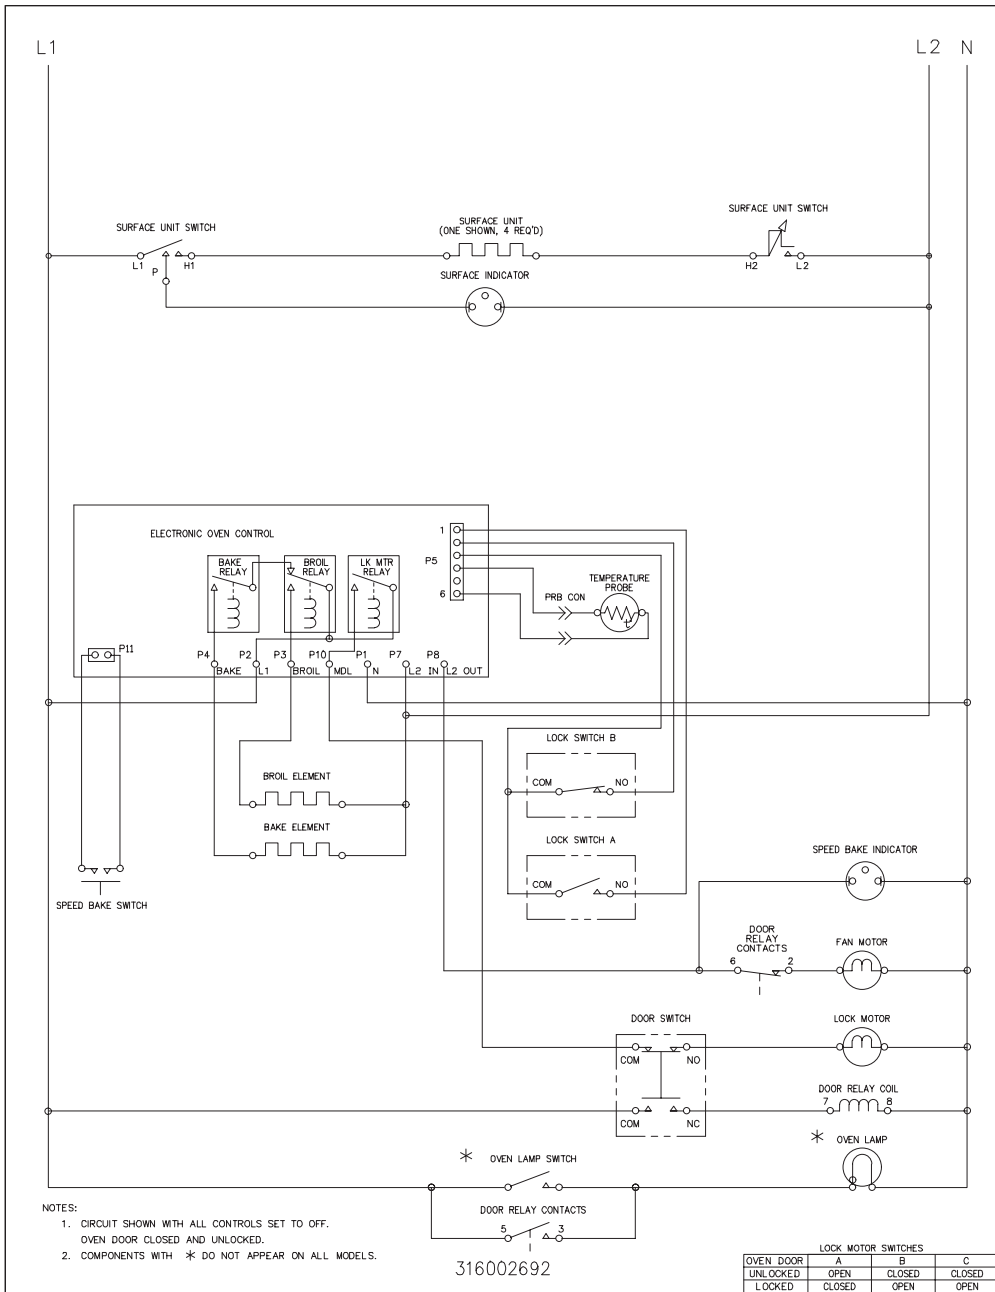 L1
L2 N
SURFACE UNIT SWITCH
SURFACE UNIT
(ONE SHOWN, 4 REQ'D)
SURFACE UNIT SWITCH
L1
H1
P
H2
L2
SURFACE INDICATOR
ELECTRONIC OVEN CONTROL
BAKE
RELAY
BROIL
RELAY
LK MTR
RELAY
1
P5
6
PRB CON
TEMPERATURE
PROBE
t
P11
P4 P2 P3 P10 P1 P7 P8
BAKE L1 BROIL MDL N L2 IN L2 OUT
LOCK SWITCH B
COM NO
BROIL ELEMENT
BAKE ELEMENT
LOCK SWITCH A
COM NO
SPEED BAKE SWITCH
SPEED BAKE INDICATOR
DOOR
RELAY
CONTACTS
6 2
FAN MOTOR
DOOR SWITCH
LOCK MOTOR
COM NO
DOOR RELAY COIL
7 8
COM NC
* OVEN LAMP
* OVEN LAMP SWITCH
DOOR RELAY CONTACTS
5 3
NOTES:
1. CIRCUIT SHOWN WITH ALL CONTROLS SET TO OFF.
OVEN DOOR CLOSED AND UNLOCKED.
2. COMPONENTS WITH * DO NOT APPEAR ON ALL MODELS.
316002692
LOCK MOTOR SWITCHES
OVEN DOOR A B C
UNLOCKED OPEN CLOSED CLOSED
LOCKED CLOSED OPEN OPEN